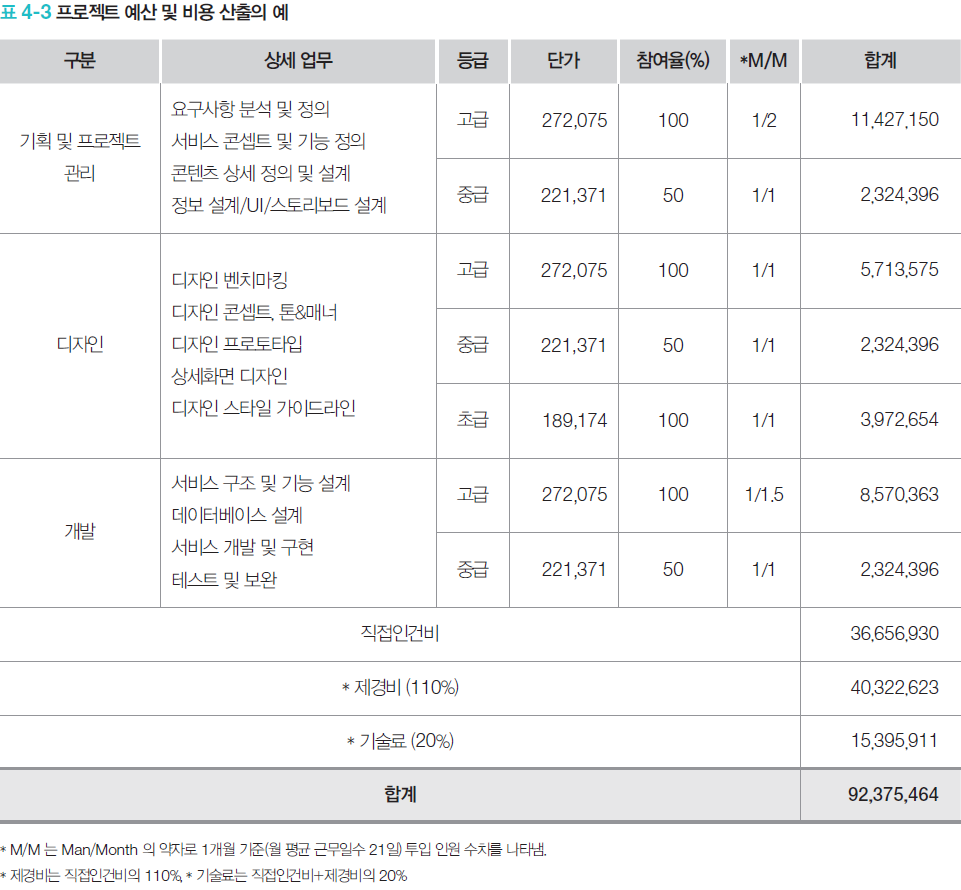 표 4-3 프로젝트 예산 및 비용 산출의 예
구분 상세 업무 등급 단가 참여율(%) *M/M 합계
기획 및 프로젝트
관리
요구사항 분석 및 정의
서비스 콘셉트 및 기능 정의
콘텐츠 상세 정의 및 설계
정보 설계/UI/스토리보드 설계
고급 272,075 100 1/2 11,427,150
중급 221,371 50 1/1 2,324,396
디자인
디자인 벤치마킹
디자인 콘셉트, 톤&매너
디자인 프로토타입
상세화면 디자인
디자인 스타일 가이드라인
고급 272,075 100 1/1 5,713,575
중급 221,371 50 1/1 2,324,396
초급 189,174 100 1/1 3,972,654
개발
서비스 구조 및 기능 설계
데이터베이스 설계
서비스 개발 및 구현
테스트 및 보완
고급 272,075 100 1/1.5 8,570,363
중급 221,371 50 1/1 2,324,396
직접인건비 36,656,930
* 제경비 (110%) 40,322,623
* 기술료 (20%) 15,395,911
합계 92,375,464
* M/M 는 Man/Month 의 약자로 1개월 기준(월 평균 근무일수 21일) 투입 인원 수치를 나타냄.
* 제경비는 직접인건비의 110%, * 기술료는 직접인건비+제경비의 20%